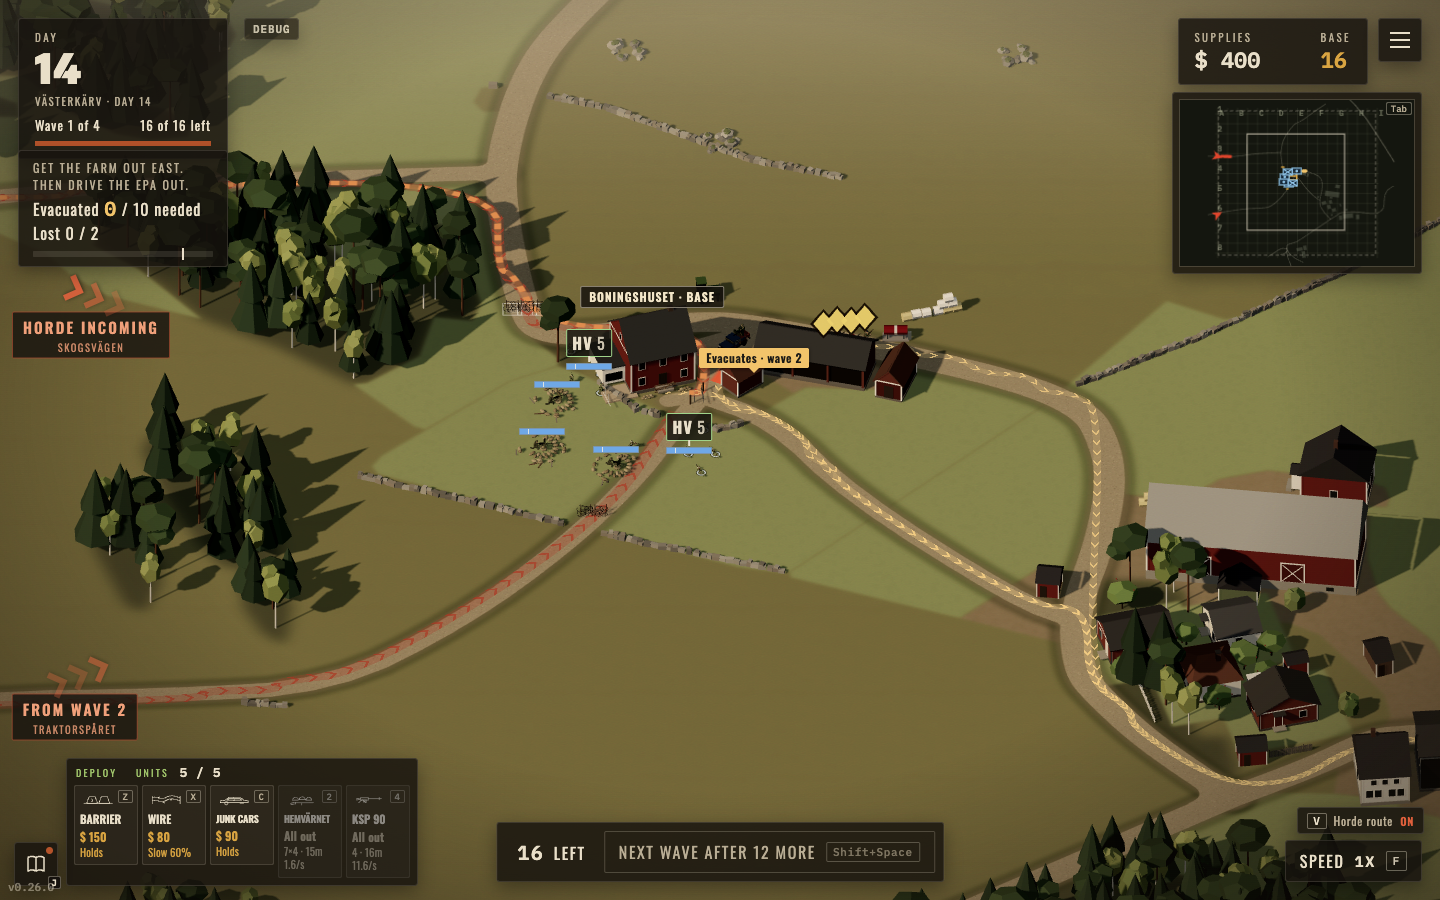 DAY
14
VÄSTERKÄRV · DAY 14
Wave 1 of 4 16 of 16 left
GET THE FARM OUT EAST.
THEN DRIVE THE EPA OUT.
Evacuated 0 / 10 needed
Lost 0 / 2
DEBUG
SUPPLIES BASE
$ 400 16
Tab
HORDE INCOMING
SKOGSVÄGEN
BONINGSHUSET · BASE
HV 5
Evacuates · wave 2
HV 5
FROM WAVE 2
TRAKTORSPÅRET
DEPLOY UNITS 5 / 5
Z
BARRIER
$ 150
Holds
X
WIRE
$ 80
Slow 60%
C
JUNK CARS
$ 90
Holds
2
HEMVÄRNET
All out
7×4 · 15m
1.6/s
4
KSP 90
All out
4 · 16m
11.6/s
16 LEFT NEXT WAVE AFTER 12 MORE Shift+Space
V Horde route ON
SPEED 1X F
J
v0.26.0